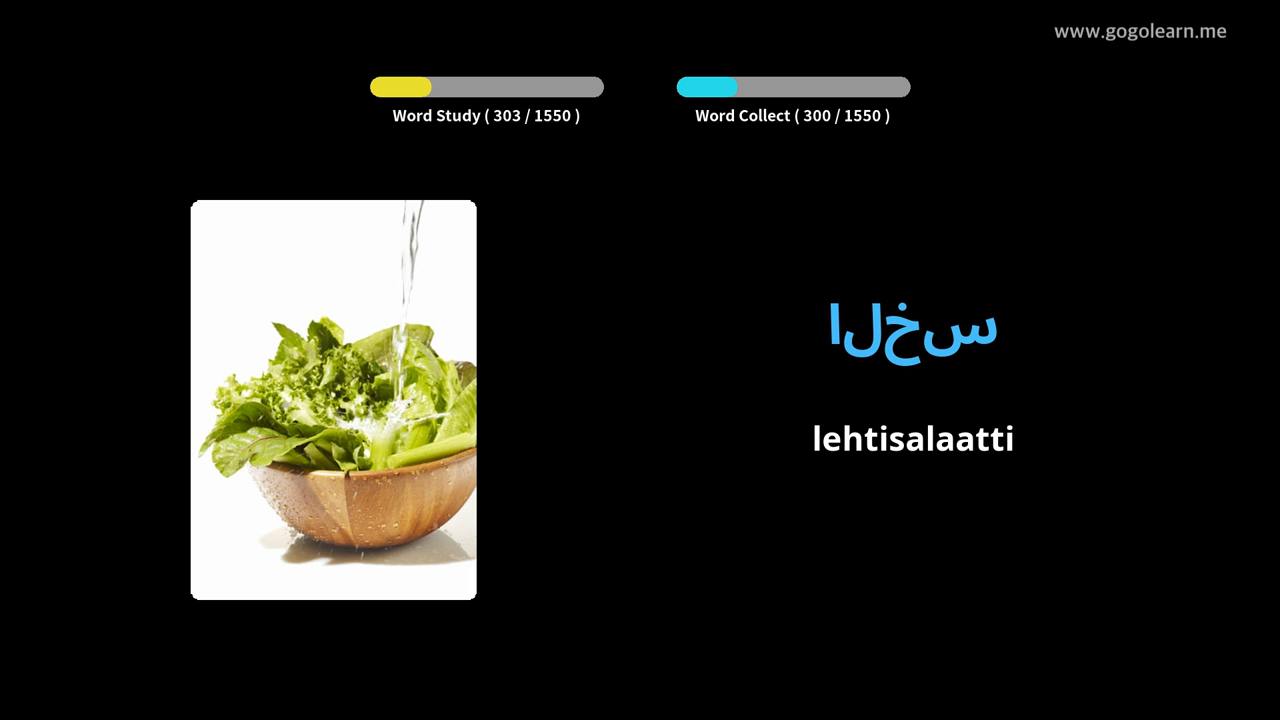 www.gogolearn.me
Word Study ( 303 / 1550 )
Word Collect ( 300 / 1550 )
الخس
lehtisalaatti